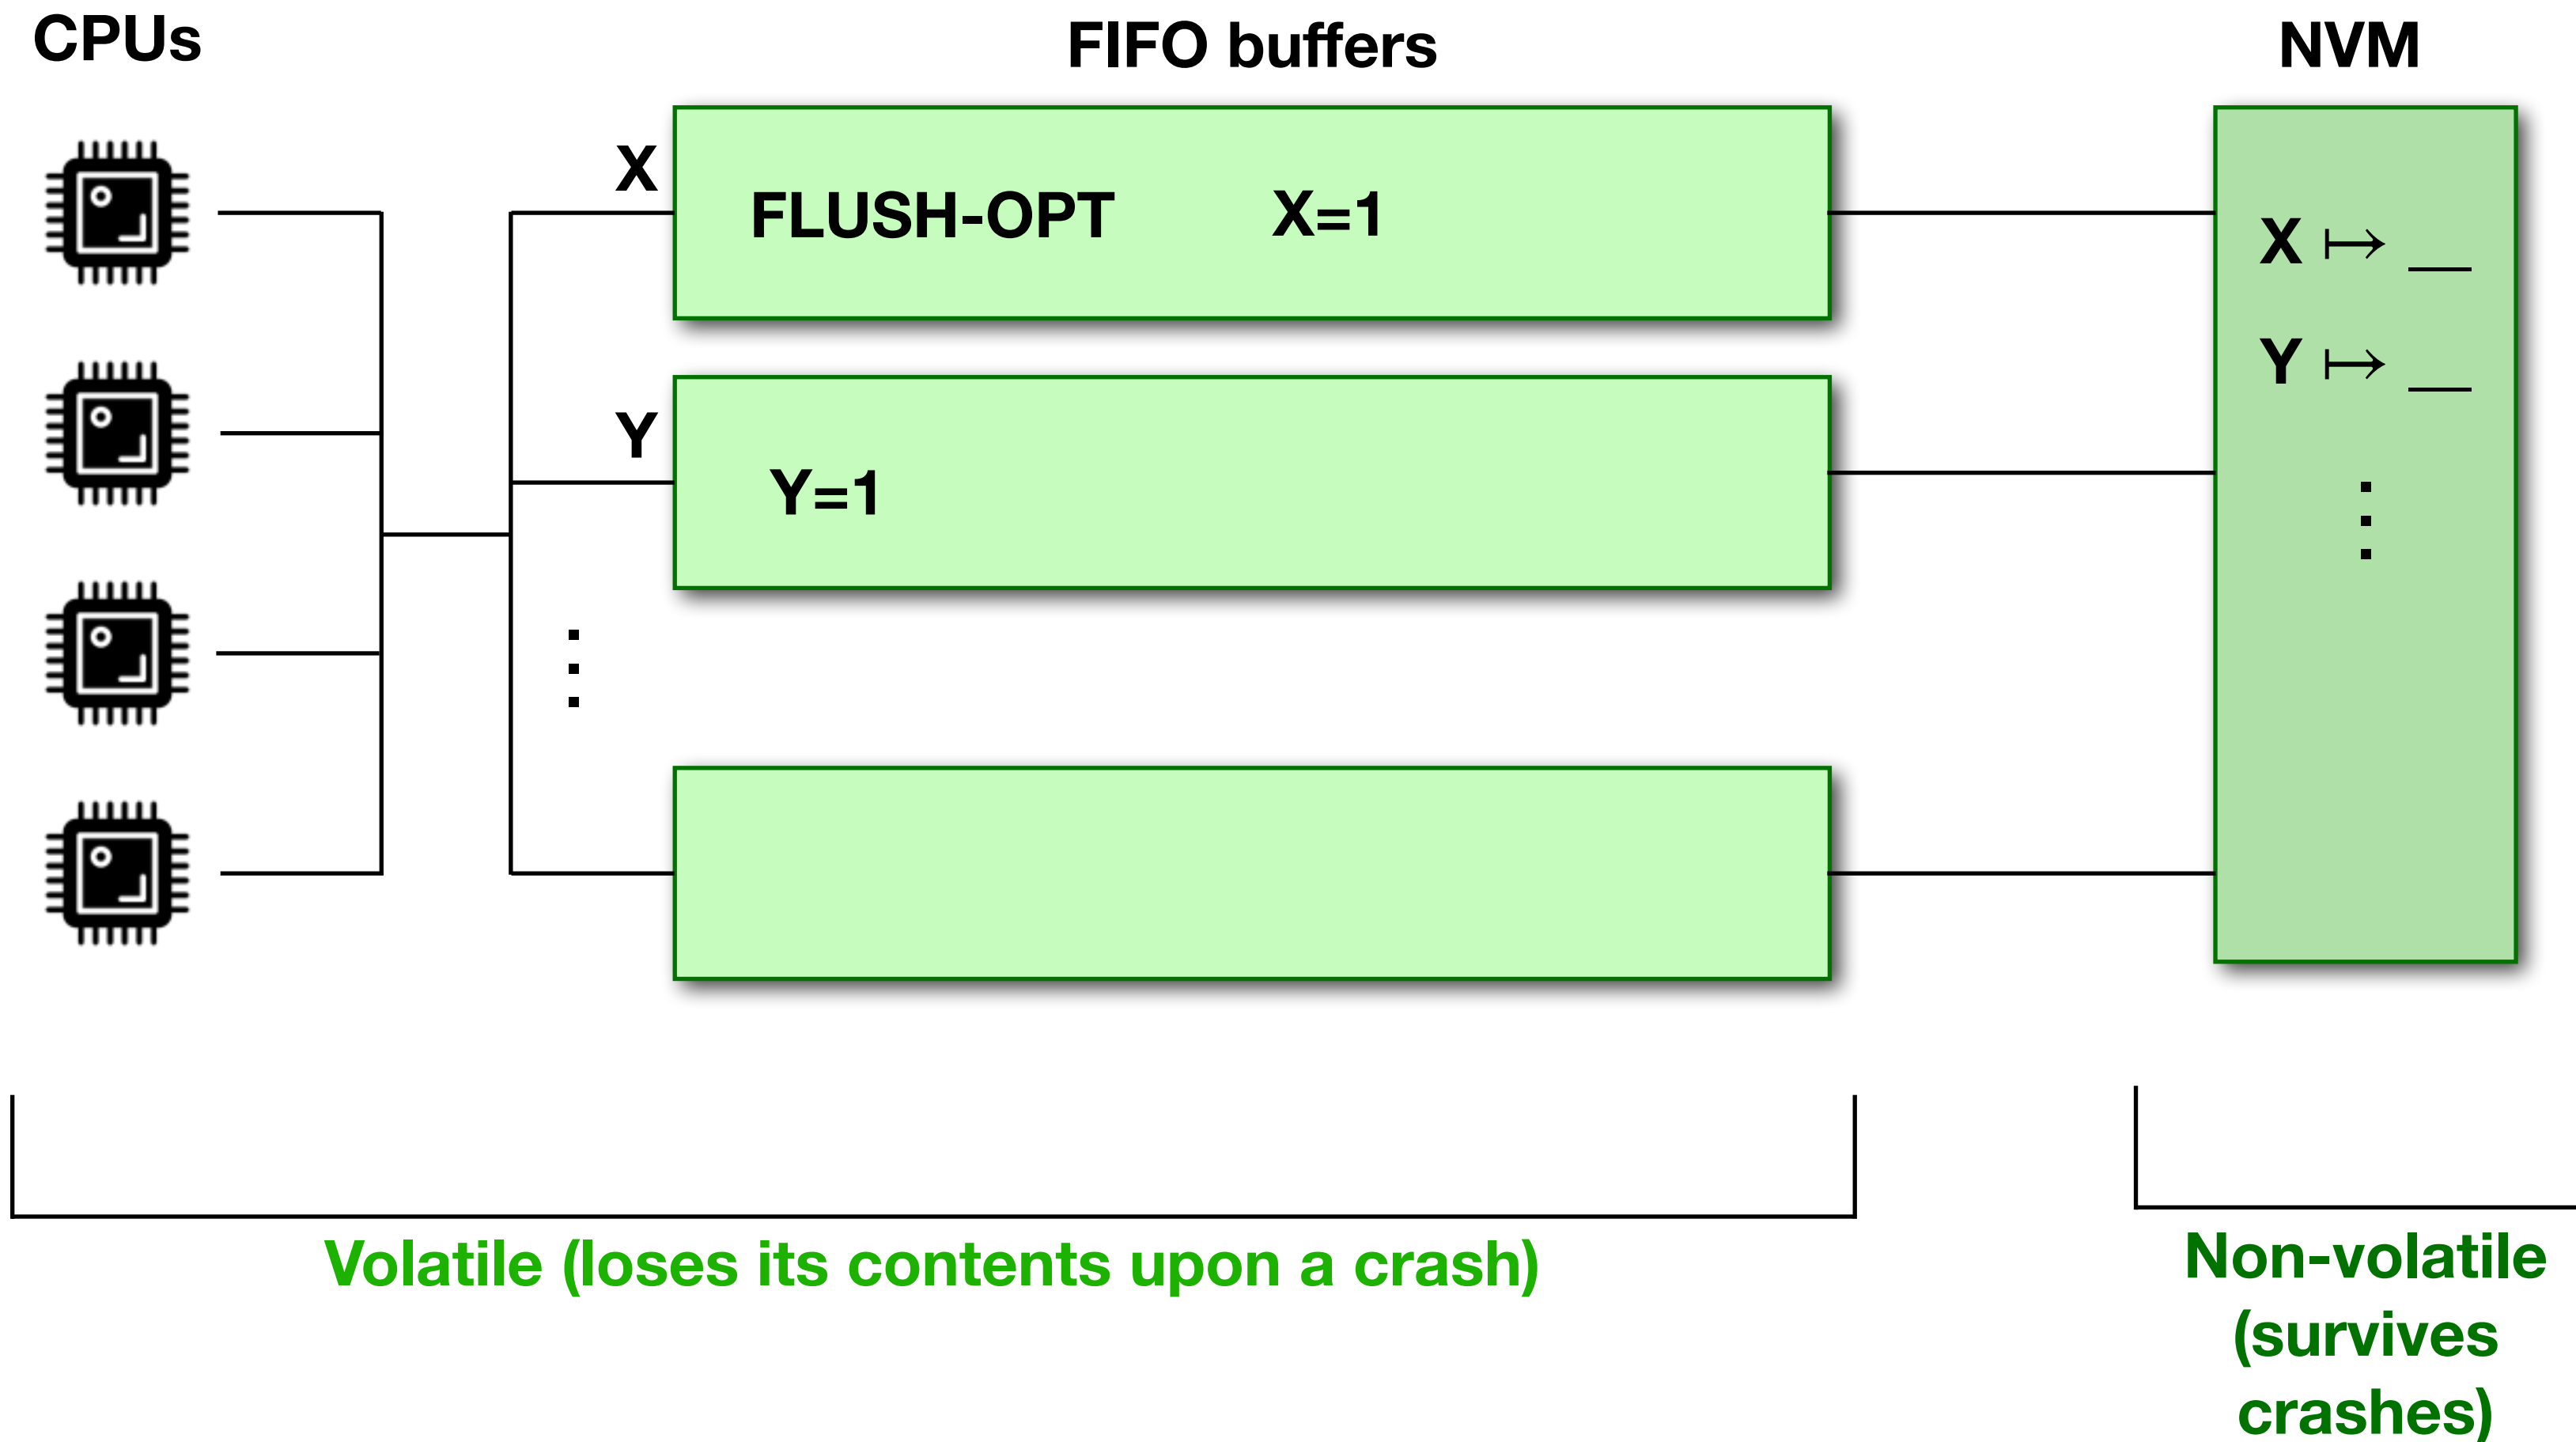 CPUs
FIFO buffers
NVM
X
FLUSH-OPT X=1
X ↦ __
Y ↦ __
Y
Y=1
Volatile (loses its contents upon a crash)
Non-volatile
(survives
crashes)